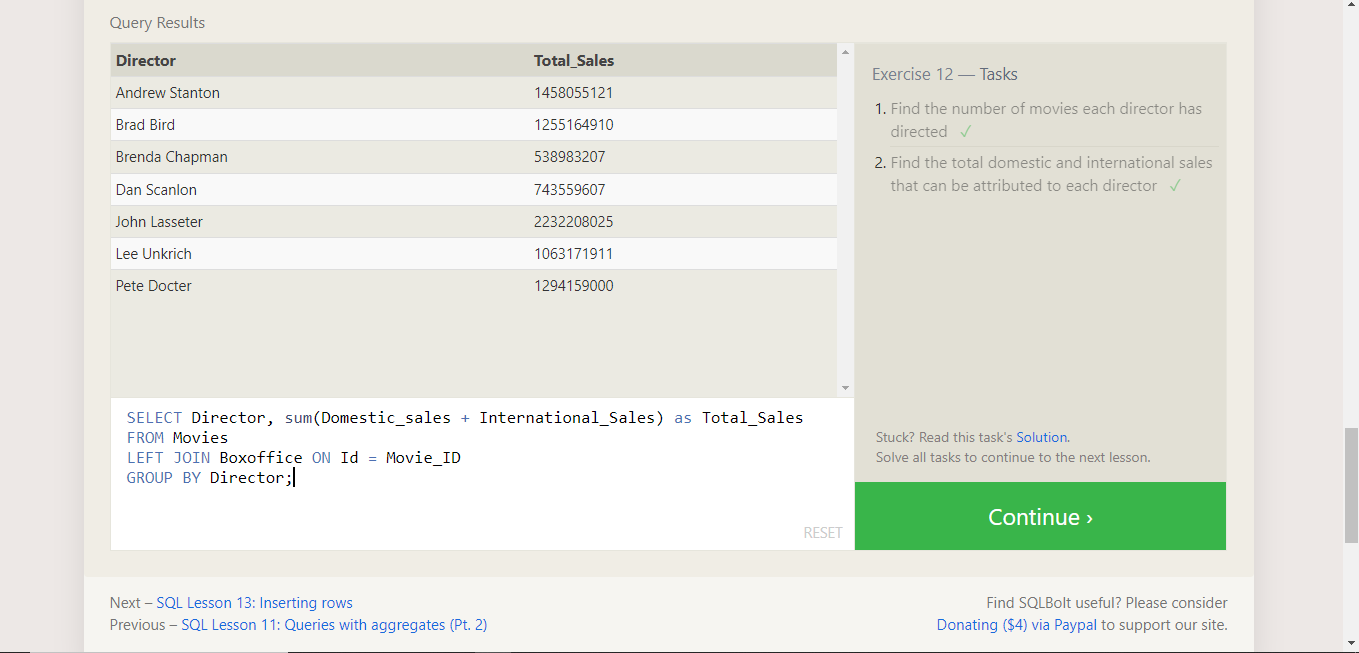 Query Results
Director Total_Sales
Andrew Stanton 1458055121
Brad Bird 1255164910
Brenda Chapman 538983207
Dan Scanlon 743559607
John Lasseter 2232208025
Lee Unkrich 1063171911
Pete Docter 1294159000
SELECT Director, sum(Domestic_sales + International_Sales) as Total_Sales
FROM Movies
LEFT JOIN Boxoffice ON Id = Movie_ID
GROUP BY Director;
RESET
Exercise 12 — Tasks
1. Find the number of movies each director has
directed ✓
2. Find the total domestic and international sales
that can be attributed to each director ✓
Stuck? Read this task's Solution.
Solve all tasks to continue to the next lesson.
Continue ›
Next – SQL Lesson 13: Inserting rows
Previous – SQL Lesson 11: Queries with aggregates (Pt. 2)
Find SQLBolt useful? Please consider
Donating ($4) via Paypal to support our site.